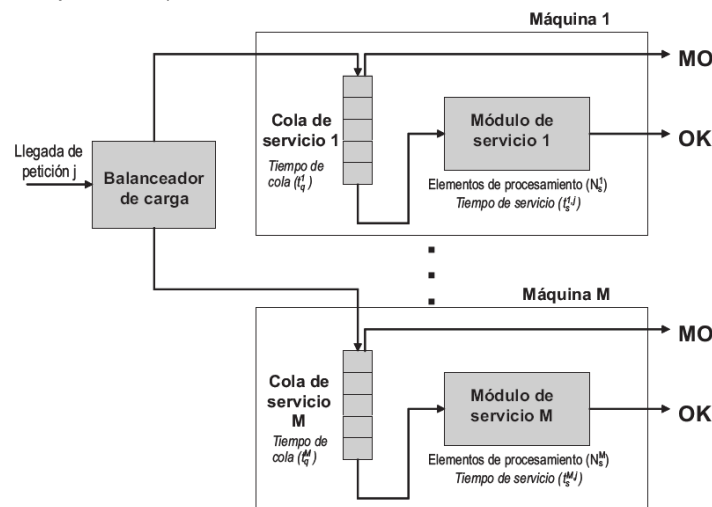 Máquina 1
MO
Cola de
servicio 1
Tiempo de
cola (t_q^1)
Módulo de
servicio 1
OK
Elementos de procesamiento (N_s^1)
Tiempo de servicio (t_s^{1,j})
Llegada de
petición j
Balanceador
de carga
Máquina M
MO
Cola de
servicio
M
Tiempo de
cola (t_q^M)
Módulo de
servicio M
OK
Elementos de procesamiento (N_s^M)
Tiempo de servicio (t_s^{M,j})